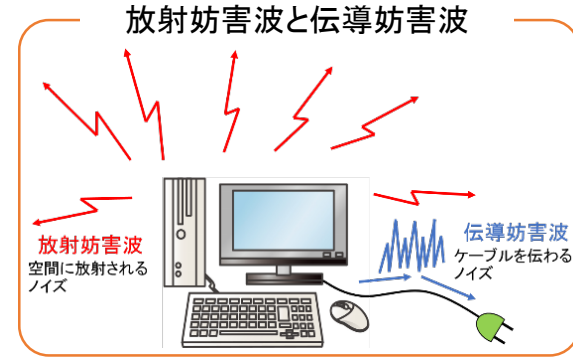 放射妨害波と伝導妨害波
放射妨害波
空間に放射される
ノイズ
伝導妨害波
ケーブルを伝わる
ノイズ